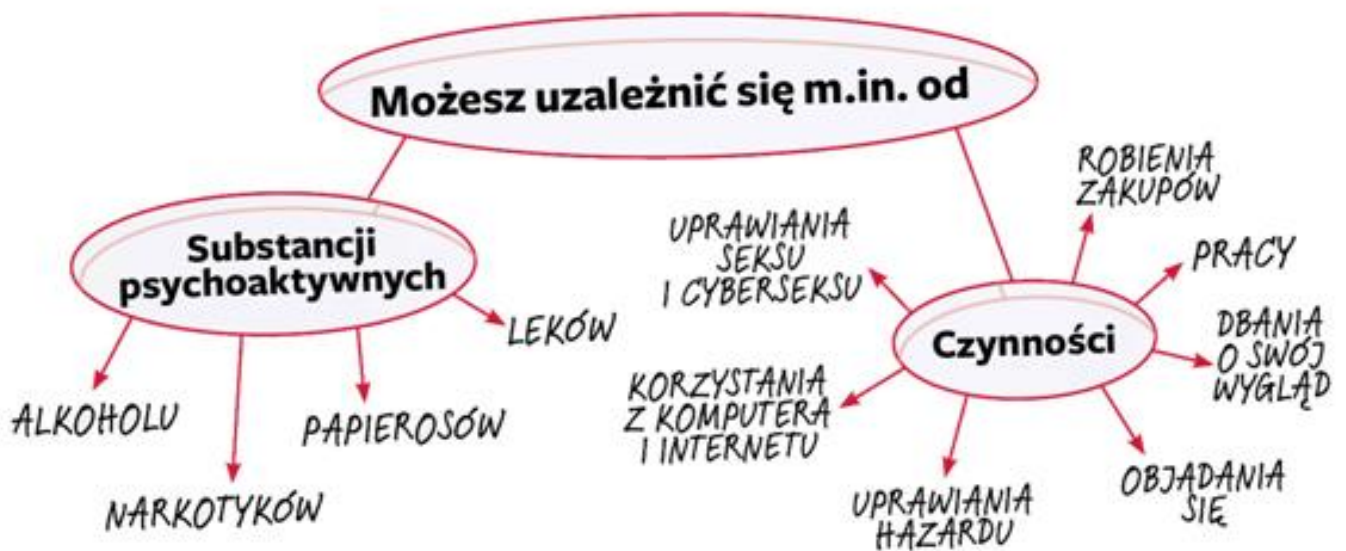 Możesz uzależnić się m.in. od
Substancji
psychoaktywnych
ALKOHOLU
NARKOTYKÓW
PAPIEROSÓW
LEKÓW
Czynności
UPRAWIANIA
SEKSU
I CYBERSEKSU
KORZYSTANIA
Z KOMPUTERA
I INTERNETU
UPRAWIANIA
HAZARDU
OBJADANIA
SIĘ
DBANIA
O SWÓJ
WYGLĄD
PRACY
ROBIENIA
ZAKUPÓW